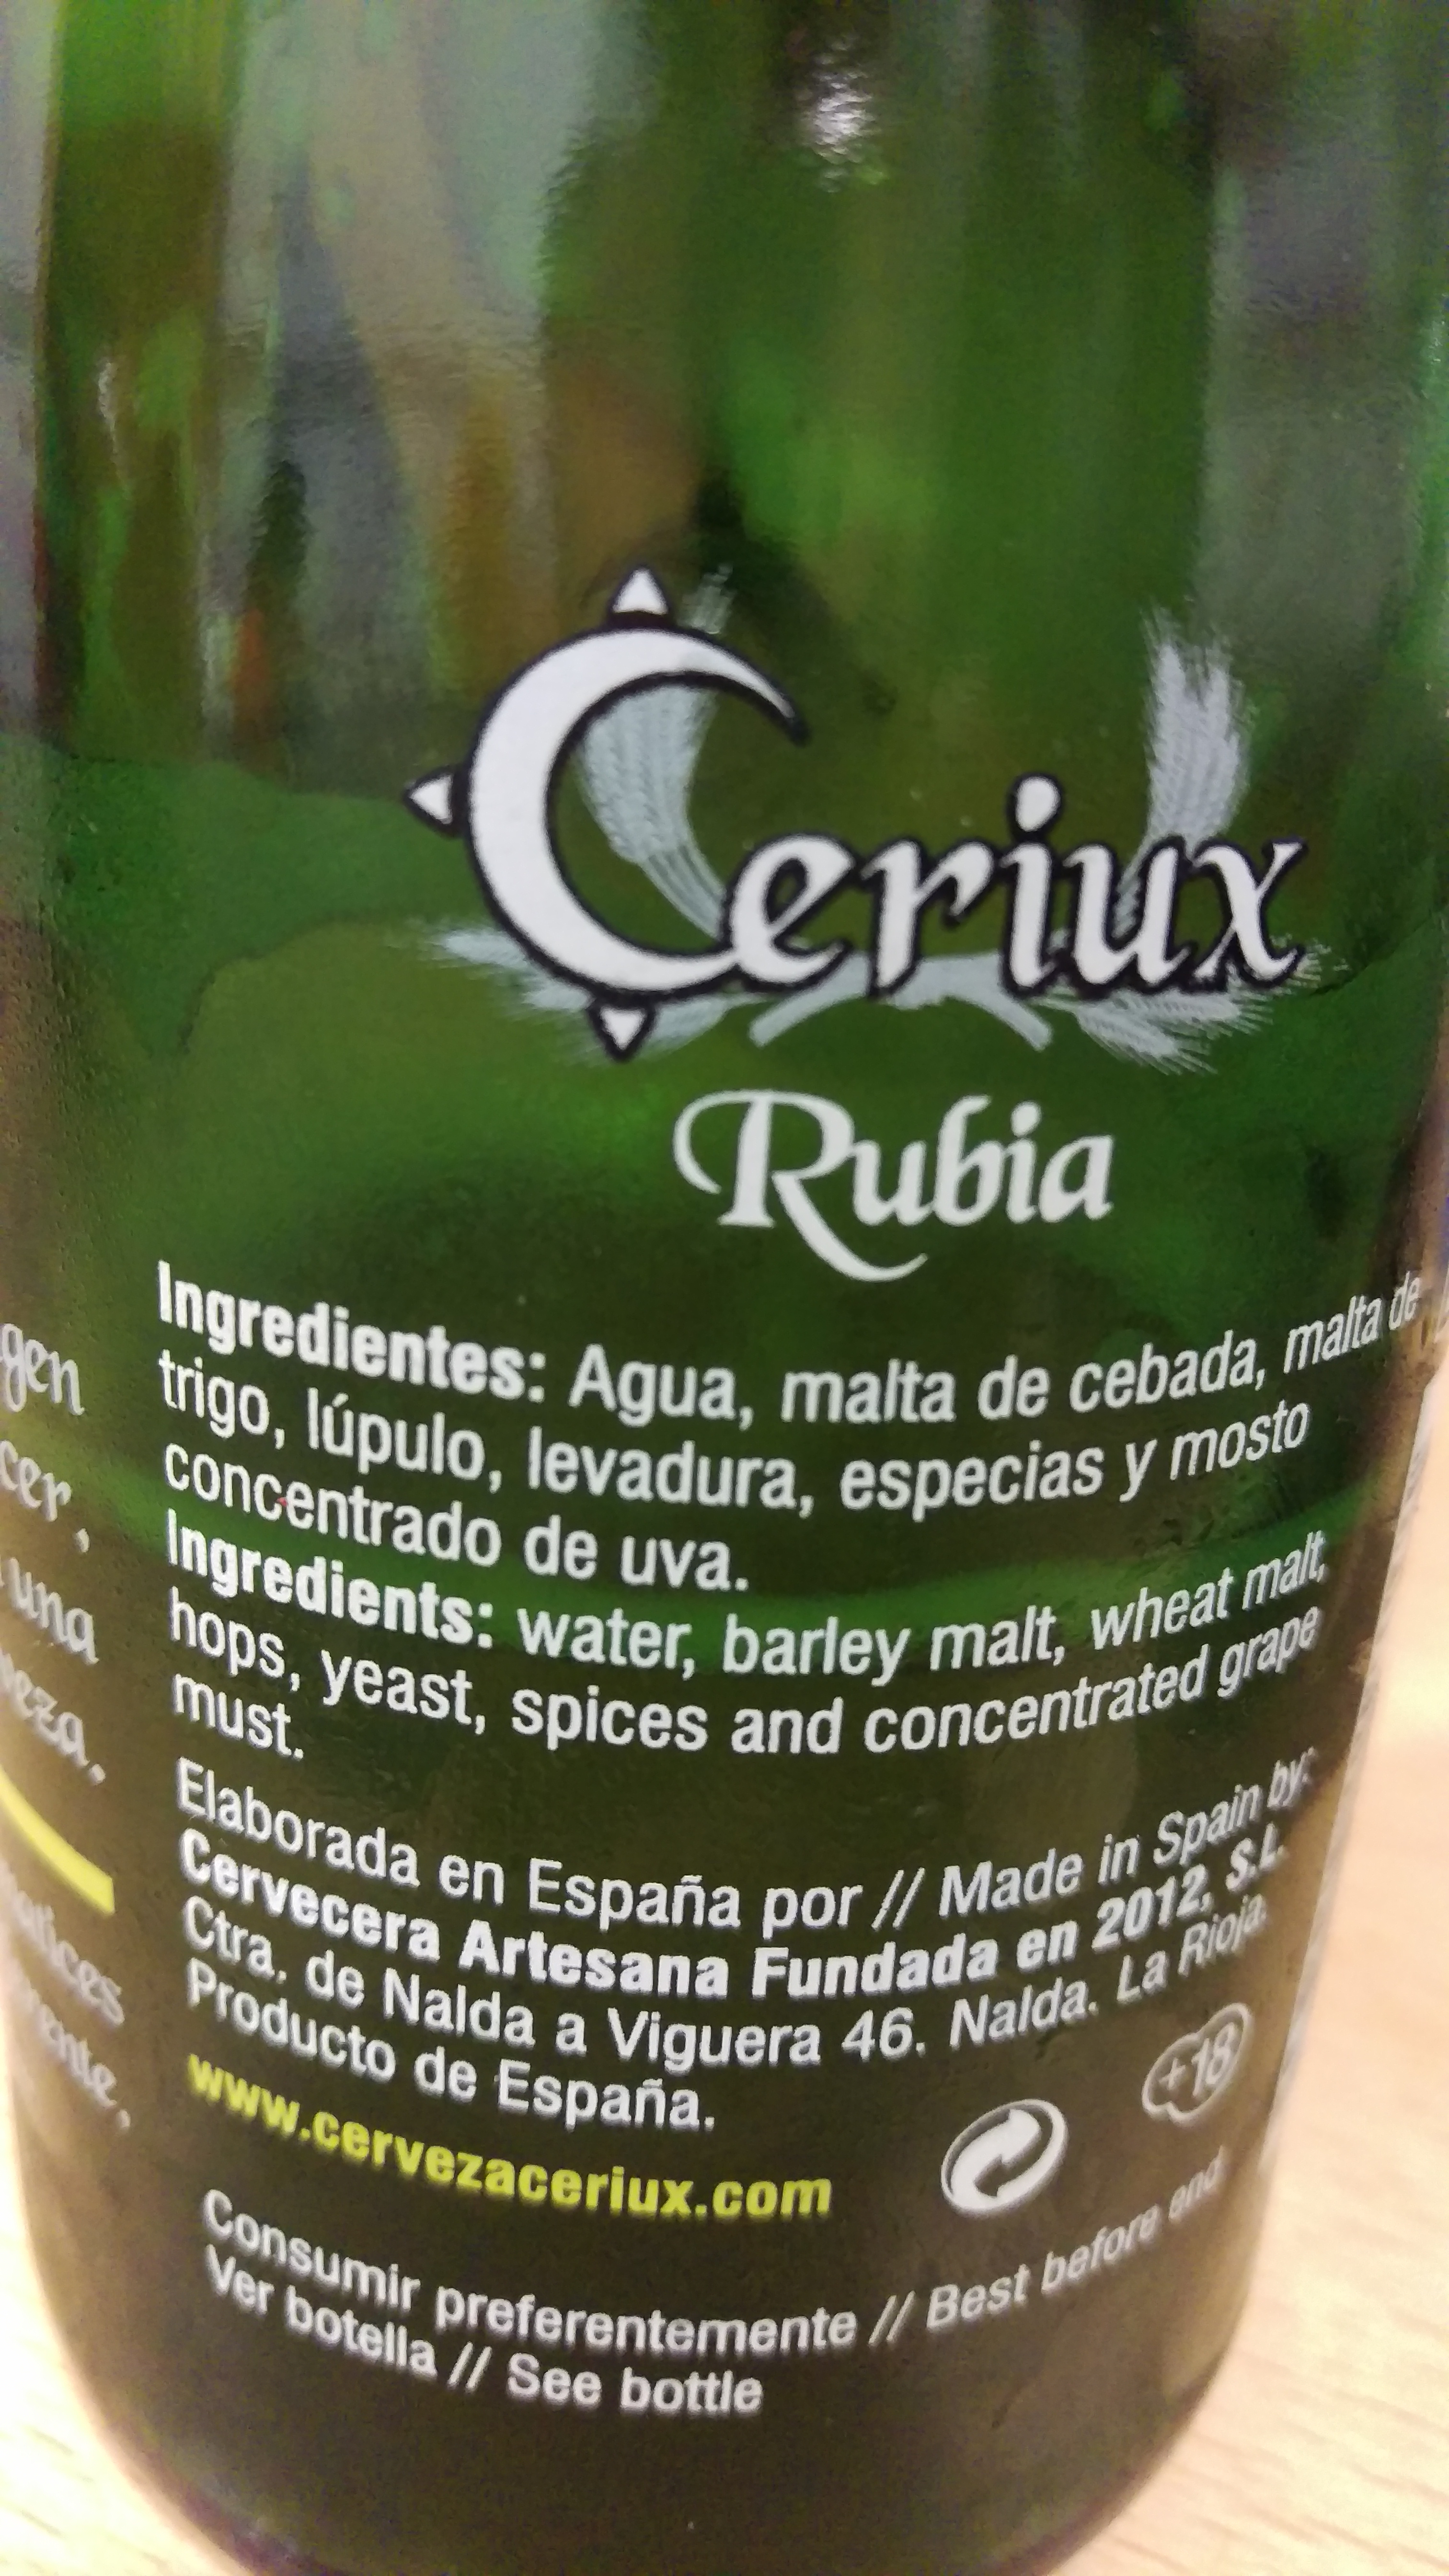 Ceriux
Rubia
Ingredientes: Agua, malta de cebada, malta de
trigo, lúpulo, levadura, especias y mosto
concentrado de uva.
Ingredients: water, barley malt, wheat malt,
hops, yeast, spices and concentrated grape
must.
Elaborada en España por // Made in Spain by:
Cervecera Artesana Fundada en 2012, S.L.
Ctra. de Nalda a Viguera 46. Nalda. La Rioja.
Producto de España.
www.cervezaceriux.com
+18
Consumir preferentemente // Best before end
Ver botella // See bottle
una